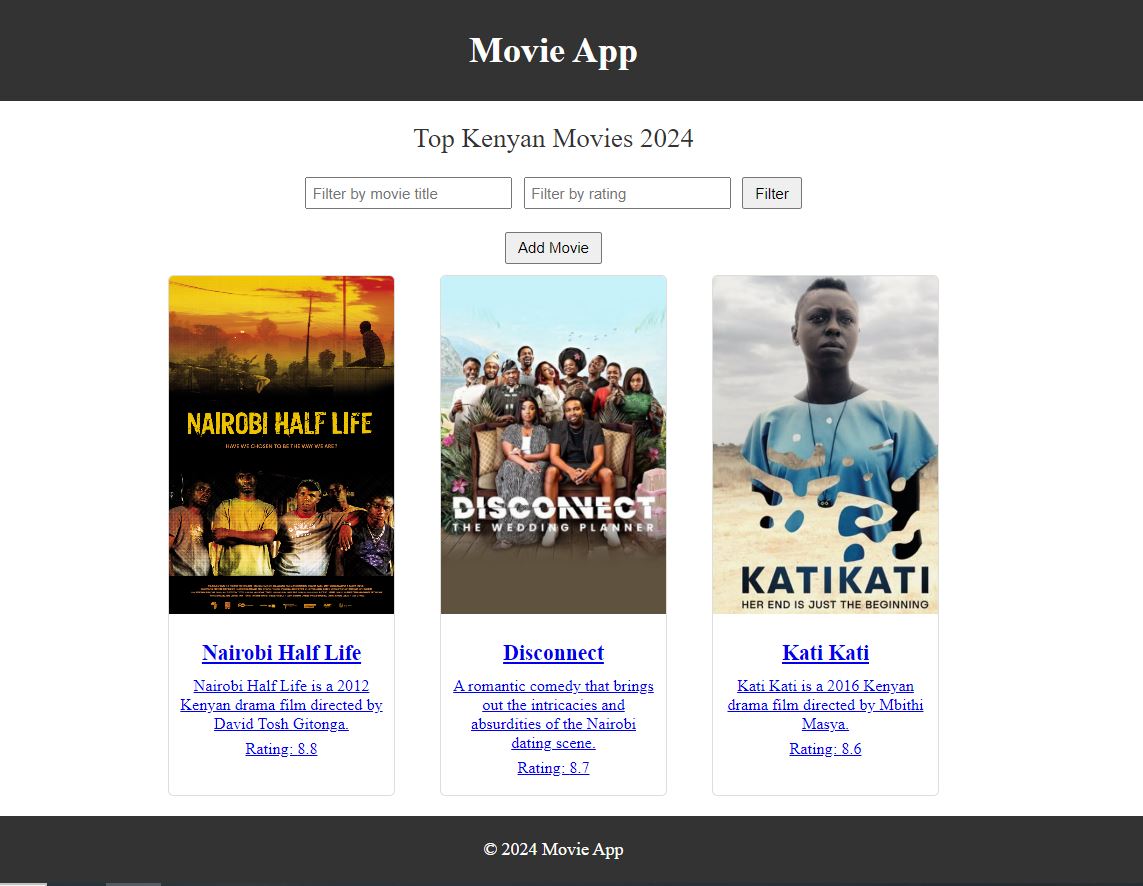 Movie App
Top Kenyan Movies 2024
Filter by movie title
Filter by rating
Filter
Add Movie
NAIROBI HALF LIFE
HAVE WE CHOSEN TO BE THE WAY WE ARE?
DISCONNECT
THE WEDDING PLANNER
KATIKATI
HER END IS JUST THE BEGINNING
Nairobi Half Life
Nairobi Half Life is a 2012
Kenyan drama film directed by
David Tosh Gitonga.
Rating: 8.8
Disconnect
A romantic comedy that brings
out the intricacies and
absurdities of the Nairobi
dating scene.
Rating: 8.7
Kati Kati
Kati Kati is a 2016 Kenyan
drama film directed by Mbithi
Masya.
Rating: 8.6
© 2024 Movie App